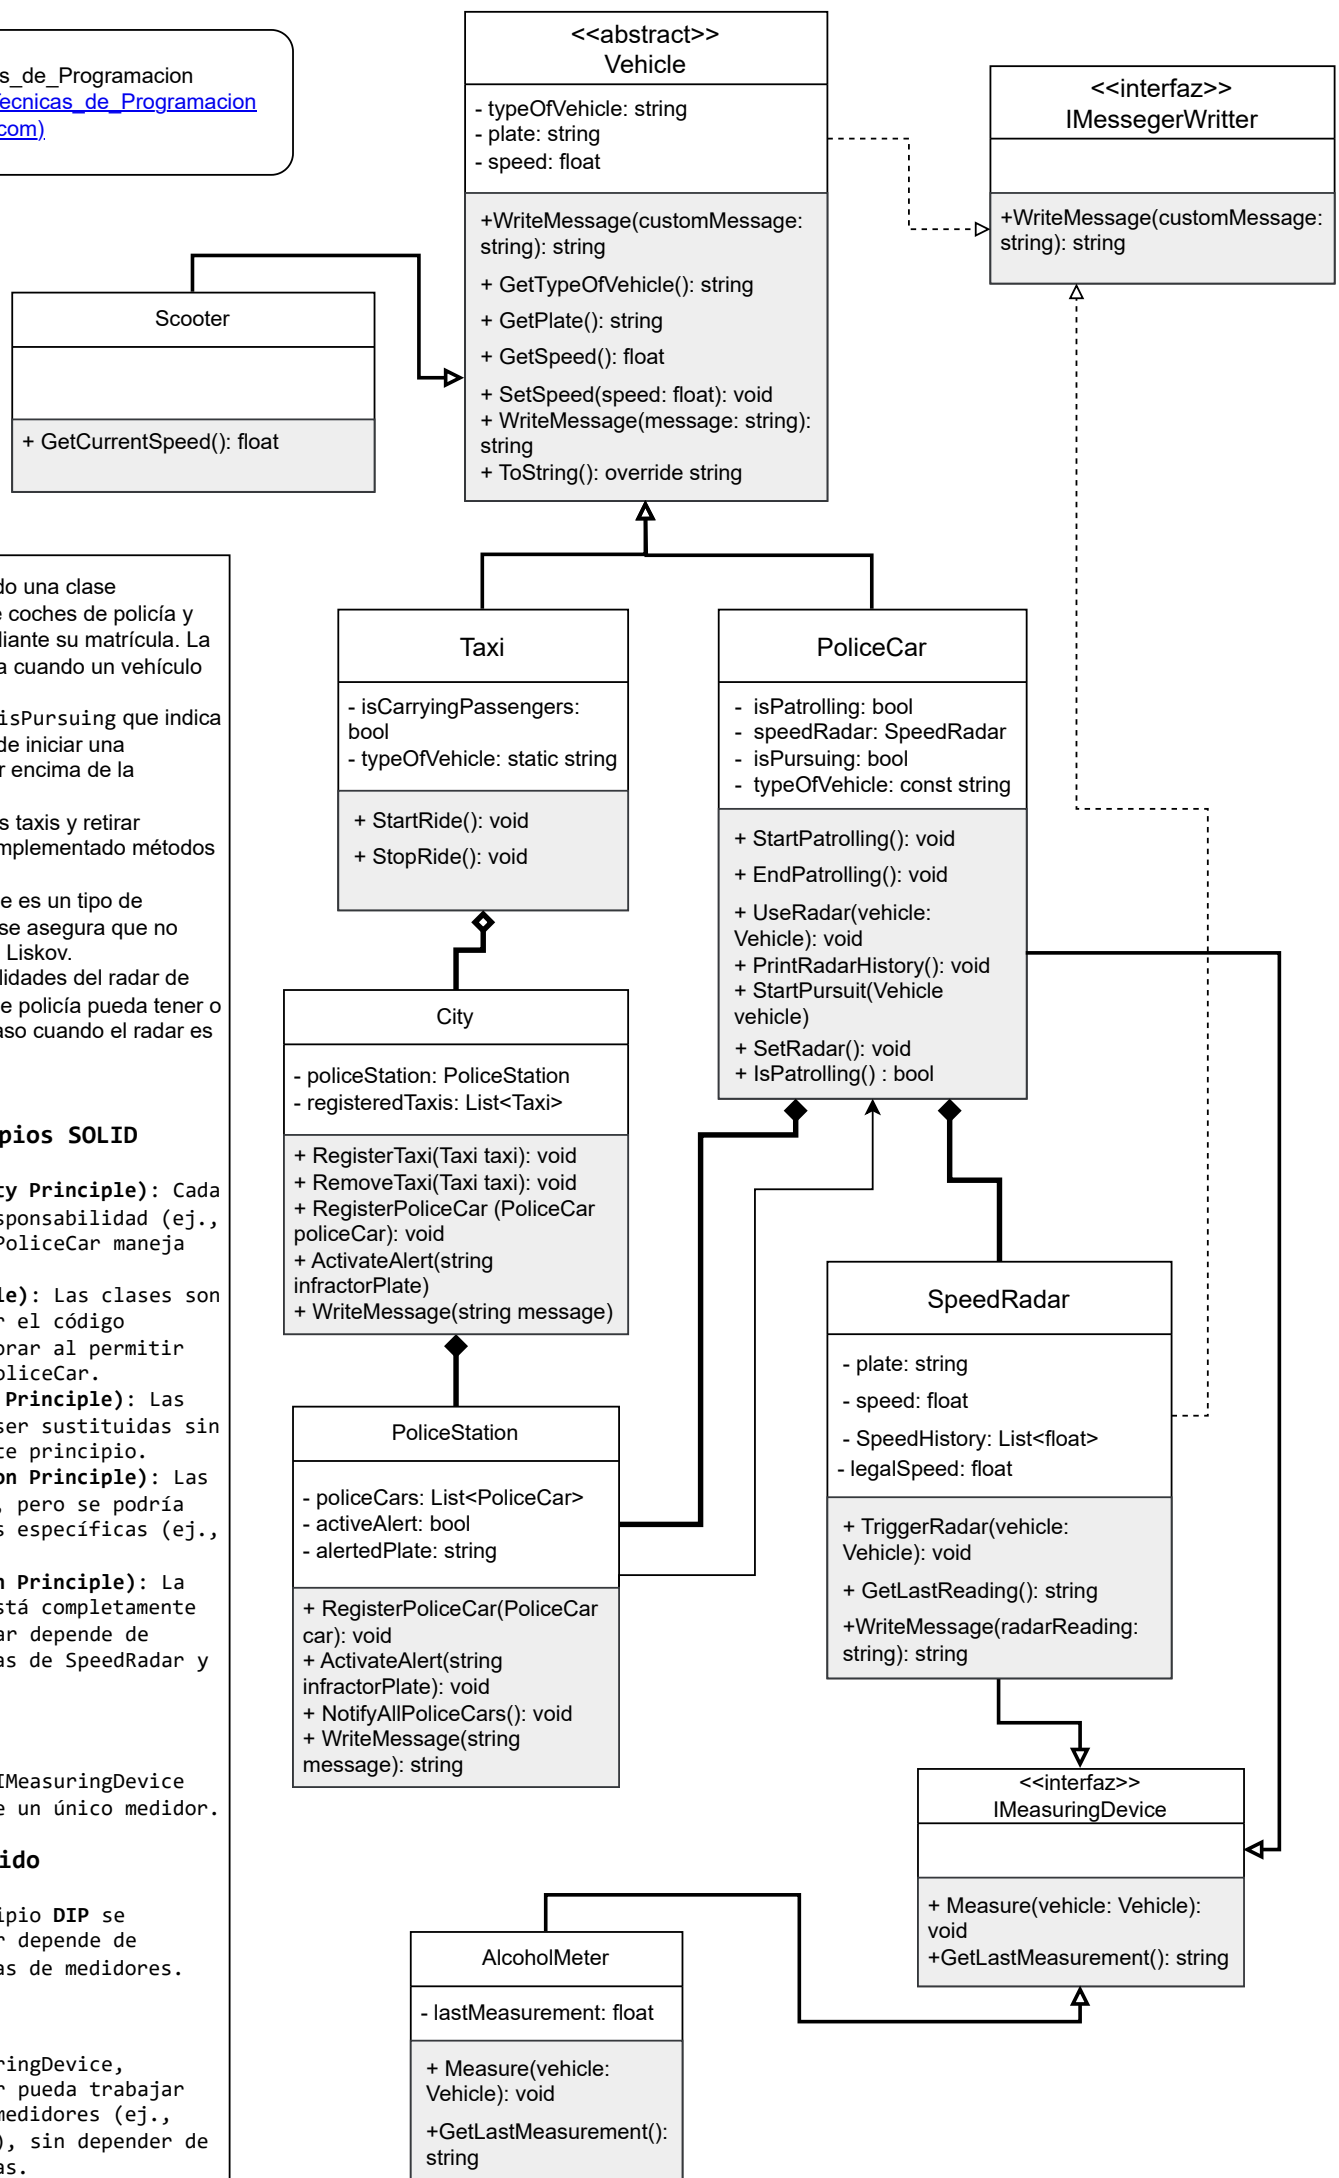 s_de_Programacion
ecnicas_de_Programacion
com)
<<abstract>>
Vehicle
- typeOfVehicle: string
- plate: string
- speed: float
+WriteMessage(customMessage:
string): string
+ GetTypeOfVehicle(): string
+ GetPlate(): string
+ GetSpeed(): float
+ SetSpeed(speed: float): void
+ WriteMessage(message: string):
string
+ ToString(): override string
<<interfaz>>
IMessegerWritter
+WriteMessage(customMessage:
string): string
Scooter
+ GetCurrentSpeed(): float
do una clase
e coches de policía y
diante su matrícula. La
a cuando un vehículo
isPursuing que indica
de iniciar una
r encima de la
s taxis y retirar
mplementado métodos
e es un tipo de
se asegura que no
Liskov.
lidades del radar de
e policía pueda tener o
aso cuando el radar es
pios SOLID
ty Principle): Cada
sponsabilidad (ej.,
PoliceCar maneja
le): Las clases son
r el código
orar al permitir
oliceCar.
Principle): Las
ser sustituidas sin
te principio.
on Principle): Las
, pero se podría
s específicas (ej.,
n Principle): La
stá completamente
ar depende de
as de SpeedRadar y
IMeasuringDevice
e un único medidor.
ido
ipio DIP se
r depende de
as de medidores.
ringDevice,
r pueda trabajar
medidores (ej.,
), sin depender de
as.
Taxi
- isCarryingPassengers:
bool
- typeOfVehicle: static string
+ StartRide(): void
+ StopRide(): void
PoliceCar
- isPatrolling: bool
- speedRadar: SpeedRadar
- isPursuing: bool
- typeOfVehicle: const string
+ StartPatrolling(): void
+ EndPatrolling(): void
+ UseRadar(vehicle:
Vehicle): void
+ PrintRadarHistory(): void
+ StartPursuit(Vehicle
vehicle)
+ SetRadar(): void
+ IsPatrolling() : bool
City
- policeStation: PoliceStation
- registeredTaxis: List<Taxi>
+ RegisterTaxi(Taxi taxi): void
+ RemoveTaxi(Taxi taxi): void
+ RegisterPoliceCar (PoliceCar
policeCar): void
+ ActivateAlert(string
infractorPlate)
+ WriteMessage(string message)
SpeedRadar
- plate: string
- speed: float
- SpeedHistory: List<float>
- legalSpeed: float
+ TriggerRadar(vehicle:
Vehicle): void
+ GetLastReading(): string
+WriteMessage(radarReading:
string): string
PoliceStation
- policeCars: List<PoliceCar>
- activeAlert: bool
- alertedPlate: string
+ RegisterPoliceCar(PoliceCar
car): void
+ ActivateAlert(string
infractorPlate): void
+ NotifyAllPoliceCars(): void
+ WriteMessage(string
message): string
<<interfaz>>
IMeasuringDevice
+ Measure(vehicle: Vehicle):
void
+GetLastMeasurement(): string
AlcoholMeter
- lastMeasurement: float
+ Measure(vehicle:
Vehicle): void
+GetLastMeasurement():
string